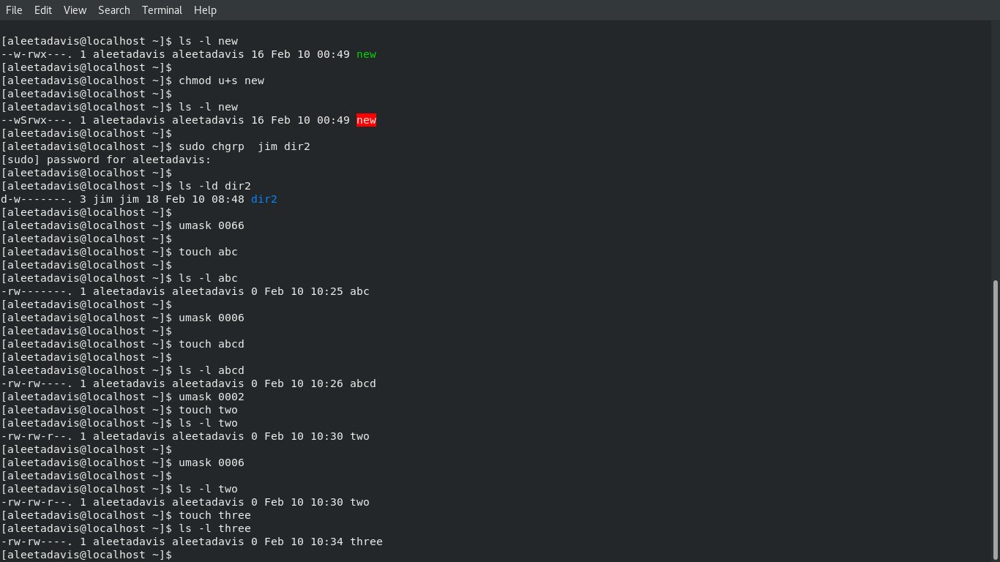 File Edit View Search Terminal Help
[aleetadavis@localhost ~]$ ls -l new
--w-rwx---. 1 aleetadavis aleetadavis 16 Feb 10 00:49 new
[aleetadavis@localhost ~]$
[aleetadavis@localhost ~]$ chmod u+s new
[aleetadavis@localhost ~]$
[aleetadavis@localhost ~]$ ls -l new
--wSrwx---. 1 aleetadavis aleetadavis 16 Feb 10 00:49 new
[aleetadavis@localhost ~]$
[aleetadavis@localhost ~]$ sudo chgrp  jim dir2
[sudo] password for aleetadavis:
[aleetadavis@localhost ~]$
[aleetadavis@localhost ~]$ ls -ld dir2
d-w-------. 3 jim jim 18 Feb 10 08:48 dir2
[aleetadavis@localhost ~]$
[aleetadavis@localhost ~]$ umask 0066
[aleetadavis@localhost ~]$
[aleetadavis@localhost ~]$ touch abc
[aleetadavis@localhost ~]$
[aleetadavis@localhost ~]$ ls -l abc
-rw-------. 1 aleetadavis aleetadavis 0 Feb 10 10:25 abc
[aleetadavis@localhost ~]$
[aleetadavis@localhost ~]$ umask 0006
[aleetadavis@localhost ~]$
[aleetadavis@localhost ~]$ touch abcd
[aleetadavis@localhost ~]$
[aleetadavis@localhost ~]$ ls -l abcd
-rw-rw----. 1 aleetadavis aleetadavis 0 Feb 10 10:26 abcd
[aleetadavis@localhost ~]$ umask 0002
[aleetadavis@localhost ~]$ touch two
[aleetadavis@localhost ~]$ ls -l two
-rw-rw-r--. 1 aleetadavis aleetadavis 0 Feb 10 10:30 two
[aleetadavis@localhost ~]$
[aleetadavis@localhost ~]$ umask 0006
[aleetadavis@localhost ~]$
[aleetadavis@localhost ~]$ ls -l two
-rw-rw-r--. 1 aleetadavis aleetadavis 0 Feb 10 10:30 two
[aleetadavis@localhost ~]$ touch three
[aleetadavis@localhost ~]$ ls -l three
-rw-rw----. 1 aleetadavis aleetadavis 0 Feb 10 10:34 three
[aleetadavis@localhost ~]$